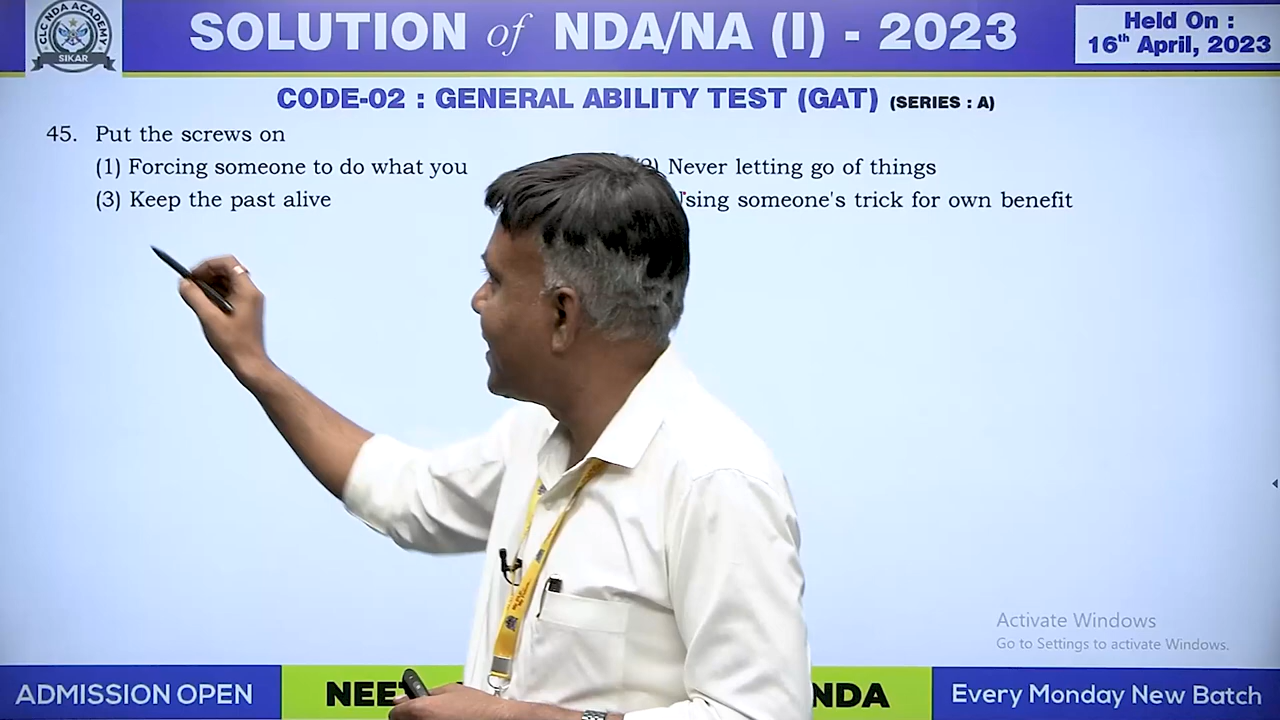 CLC NDA ACADEMY
SIKAR
SOLUTION of NDA/NA (I) - 2023
Held On :
16th April, 2023
CODE-02 : GENERAL ABILITY TEST (GAT) (SERIES : A)
45. Put the screws on
(1) Forcing someone to do what you
Never letting go of things
(3) Keep the past alive
Using someone's trick for own benefit
Activate Windows
Go to Settings to activate Windows.
ADMISSION OPEN
NEET
NDA
Every Monday New Batch